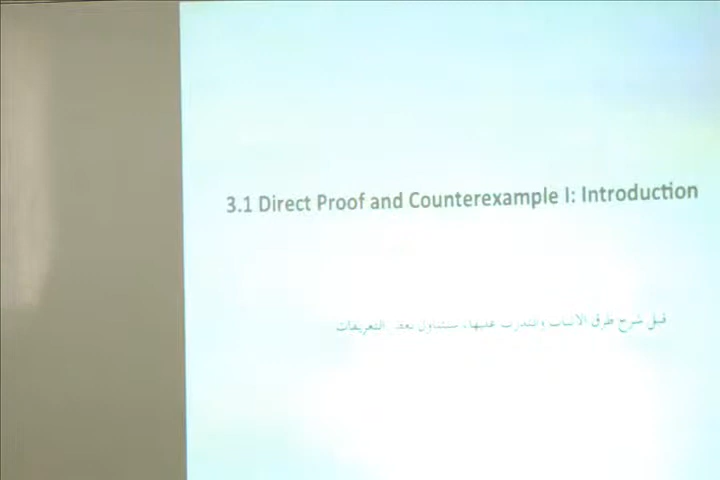 3.1 Direct Proof and Counterexample I: Introduction
قبل شرح طرق الاثبات والتدرب عليها، سنتناول بعض التعريفات